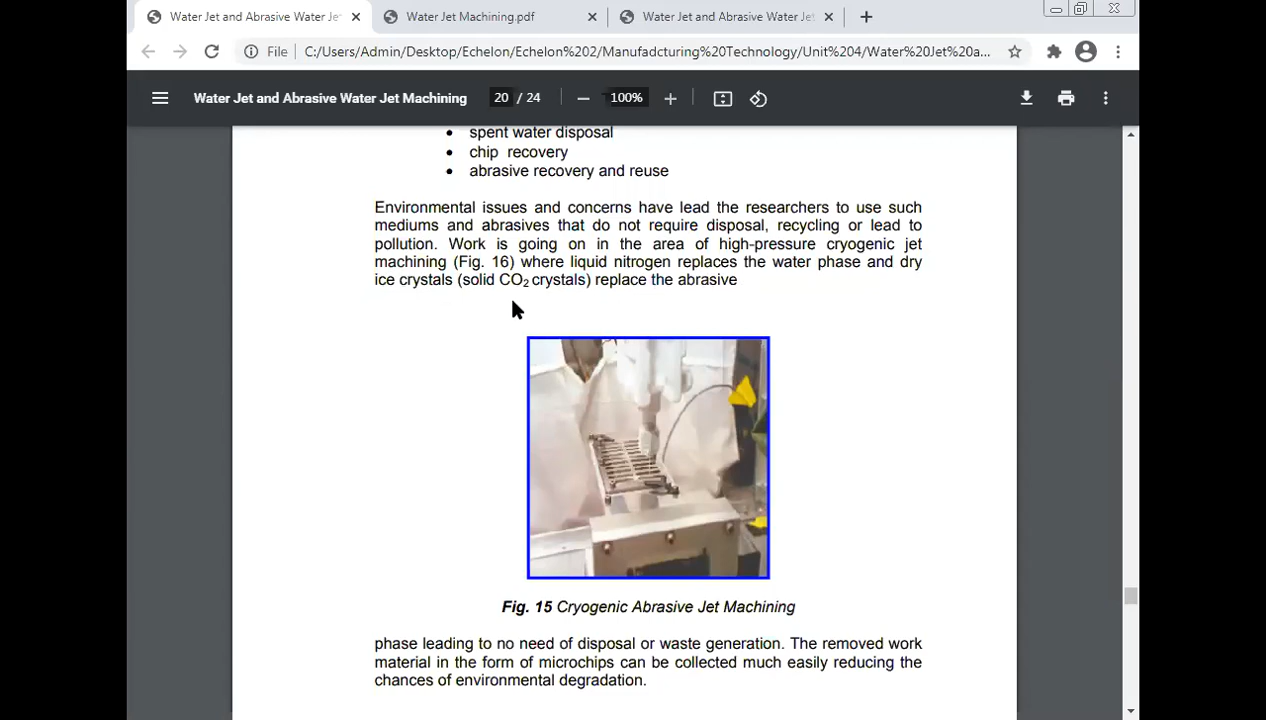 Water Jet and Abrasive Water Je
Water Jet Machining.pdf
Water Jet and Abrasive Water Jet
File
C:/Users/Admin/Desktop/Echelon/Echelon%202/Manufadcturing%20Technology/Unit%204/Water%20Jet%20a...
Water Jet and Abrasive Water Jet Machining
20 / 24
100%
• spent water disposal
• chip recovery
• abrasive recovery and reuse
Environmental issues and concerns have lead the researchers to use such
mediums and abrasives that do not require disposal, recycling or lead to
pollution. Work is going on in the area of high-pressure cryogenic jet
machining (Fig. 16) where liquid nitrogen replaces the water phase and dry
ice crystals (solid CO2 crystals) replace the abrasive
Fig. 15 Cryogenic Abrasive Jet Machining
phase leading to no need of disposal or waste generation. The removed work
material in the form of microchips can be collected much easily reducing the
chances of environmental degradation.